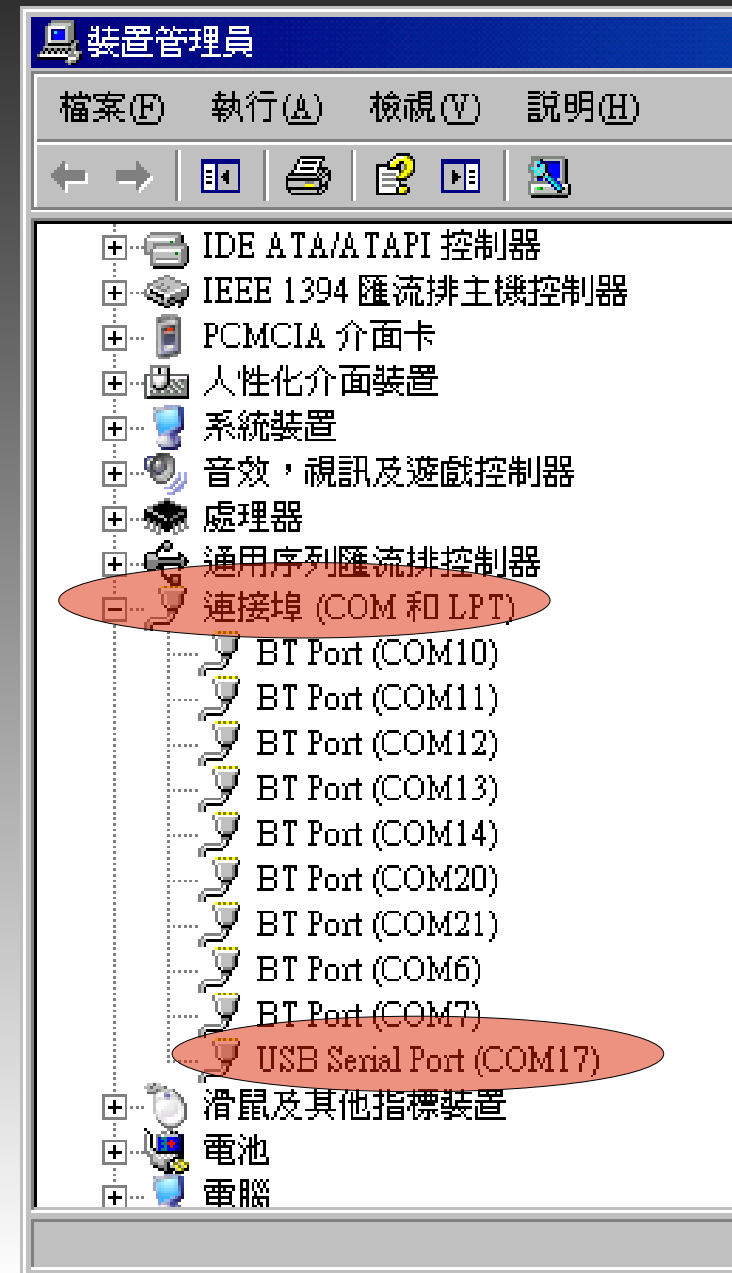 裝置管理員
檔案(F) 執行(A) 檢視(V) 説明(H)
IDE ATA/ATAPI 控制器
IEEE 1394 匯流排主機控制器
PCMCIA 介面卡
人性化介面裝置
系統裝置
音效，視訊及遊戲控制器
處理器
通用序列匯流排控制器
連接埠 (COM 和 LPT)
BT Port (COM10)
BT Port (COM11)
BT Port (COM12)
BT Port (COM13)
BT Port (COM14)
BT Port (COM20)
BT Port (COM21)
BT Port (COM6)
BT Port (COM7)
USB Serial Port (COM17)
滑鼠及其他指標裝置
電池
電腦